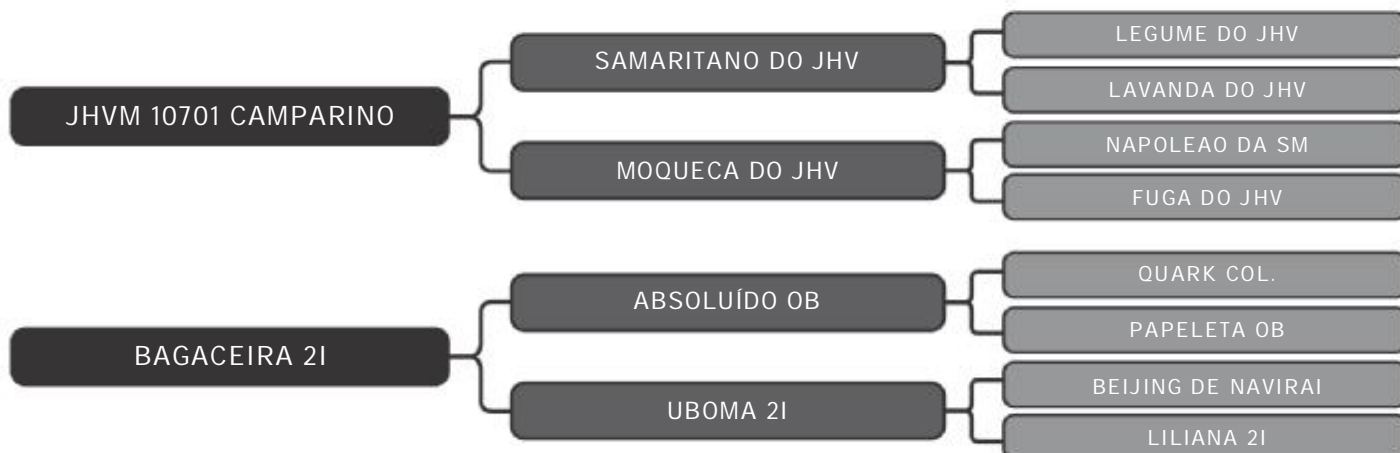 JHVM 10701 CAMPARINO
SAMARITANO DO JHV
LEGUME DO JHV
LAVANDA DO JHV
MOQUECA DO JHV
NAPOLEAO DA SM
FUGA DO JHV
BAGACEIRA 2I
ABSOLUÍDO OB
QUARK COL.
PAPELETA OB
UBOMA 2I
BEIJING DE NAVIRAI
LILIANA 2I